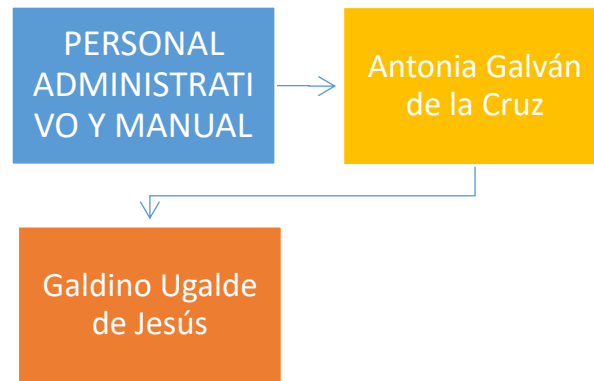 PERSONAL
ADMINISTRATI
VO Y MANUAL
Antonia Galván
de la Cruz
Galdino Ugalde
de Jesús